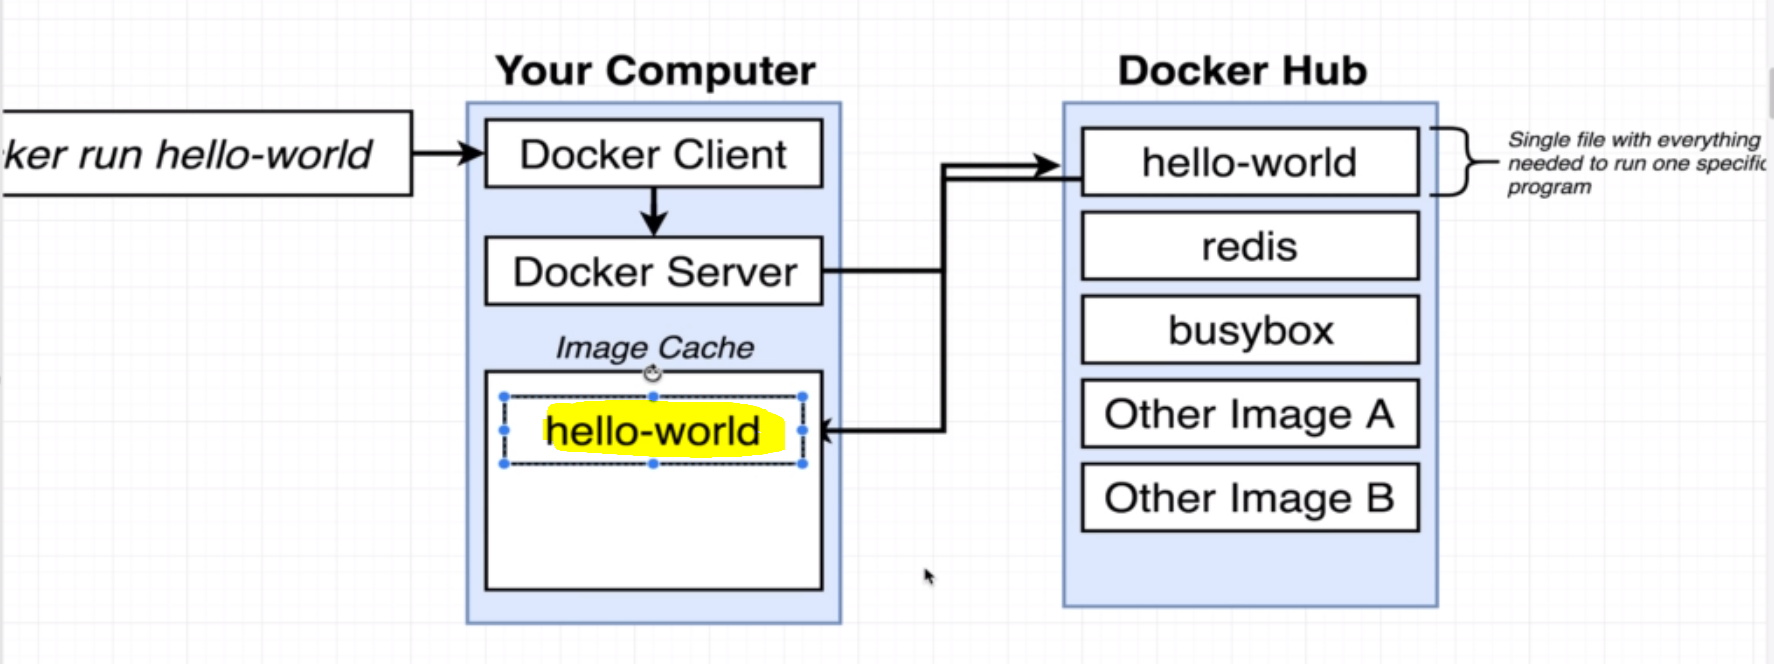 Your Computer
Docker Hub
ker run hello-world
Docker Client
Docker Server
Image Cache
hello-world
hello-world
redis
busybox
Other Image A
Other Image B
Single file with everything
needed to run one specific
program